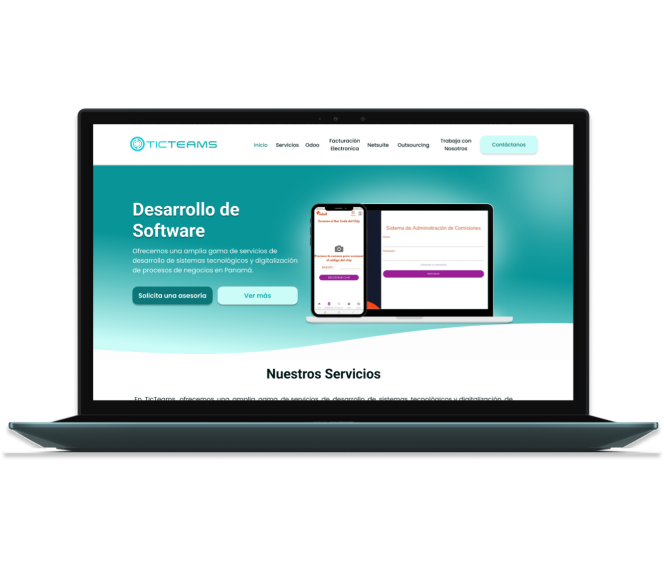 TICTEAMS
Inicio
Servicios
Odoo
Facturación
Electronica
Netsuite
Outsourcing
Trabaja con
Nosotros
Contáctanos
Desarrollo de
Software
Ofrecemos una amplia gama de servicios de
desarrollo de sistemas tecnológicos y digitalización
de procesos de negocios en Panamá.
Solicita una asesoria
Ver más
Sistema de Administración de Comisiones
Nuestros Servicios
En TicTeams, ofrecemos una amplia gama de servicios de desarrollo de sistemas tecnológicos y digitalización de